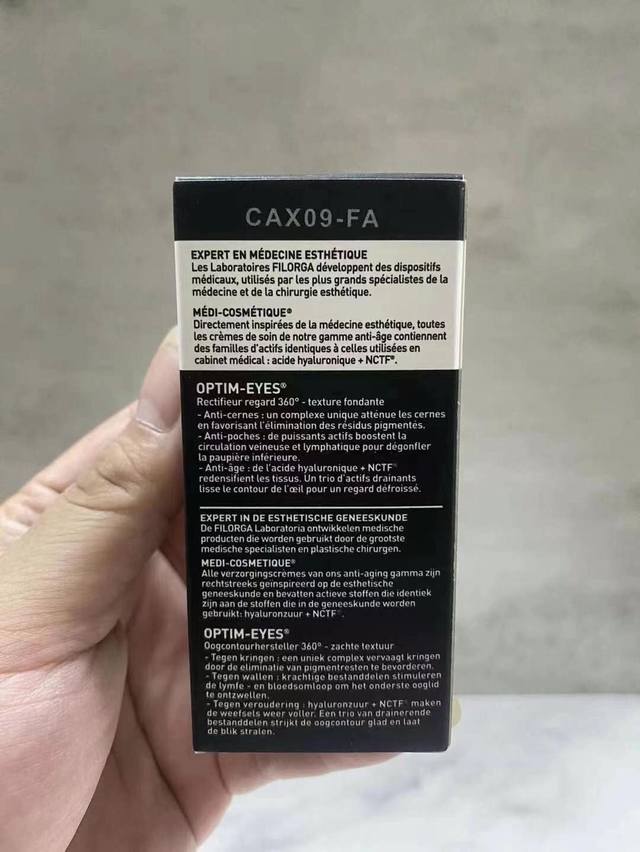 CAX09-FA
EXPERT EN MÉDECINE ESTHÉTIQUE
Les Laboratoires FILORGA développent des dispositifs
médicaux, utilisés par les plus grands spécialistes de la
médecine et de la chirurgie esthétique.
MÉDI-COSMÉTIQUE®
Directement inspirées de la médecine esthétique, toutes
les crèmes de soin de notre gamme anti-âge contiennent
des familles d'actifs identiques à celles utilisées en
cabinet médical : acide hyaluronique + NCTF®.
OPTIM-EYES®
Rectifieur regard 360° - texture fondante
- Anti-cernes : un complexe unique atténue les cernes
en favorisant l'élimination des résidus pigmentés.
- Anti-poches : de puissants actifs boostent la
circulation veineuse et lymphatique pour dégonfler
la paupière inférieure.
- Anti-âge : de l'acide hyaluronique + NCTF®
redensifient les tissus. Un trio d'actifs drainants
lisse le contour de l'œil pour un regard défroissé.
EXPERT IN DE ESTHETISCHE GENEESKUNDE
De FILORGA Laboratoria ontwikkelen medische
producten die worden gebruikt door de grootste
medische specialisten en plastische chirurgen.
MEDI-COSMETIQUE®
Alle verzorgingscrèmes van ons anti-aging gamma zijn
rechtstreeks geïnspireerd op de esthetische
geneeskunde en bevatten actieve stoffen die identiek
zijn aan de stoffen die in de geneeskunde worden
gebruikt: hyaluronzuur + NCTF®.
OPTIM-EYES®
Oogcontourhersteller 360° - zachte textuur
- Tegen kringen : een uniek complex vervaagt kringen
door de eliminatie van pigmentresten te bevorderen.
- Tegen wallen : krachtige bestanddelen stimuleren
de lymfe - en bloedsomloop om het onderste ooglid
te ontzwellen.
- Tegen veroudering : hyaluronzuur + NCTF® maken
de weefsels weer voller. Een trio van drainerende
bestanddelen strijkt de oogcontour glad en laat
de blik stralen.